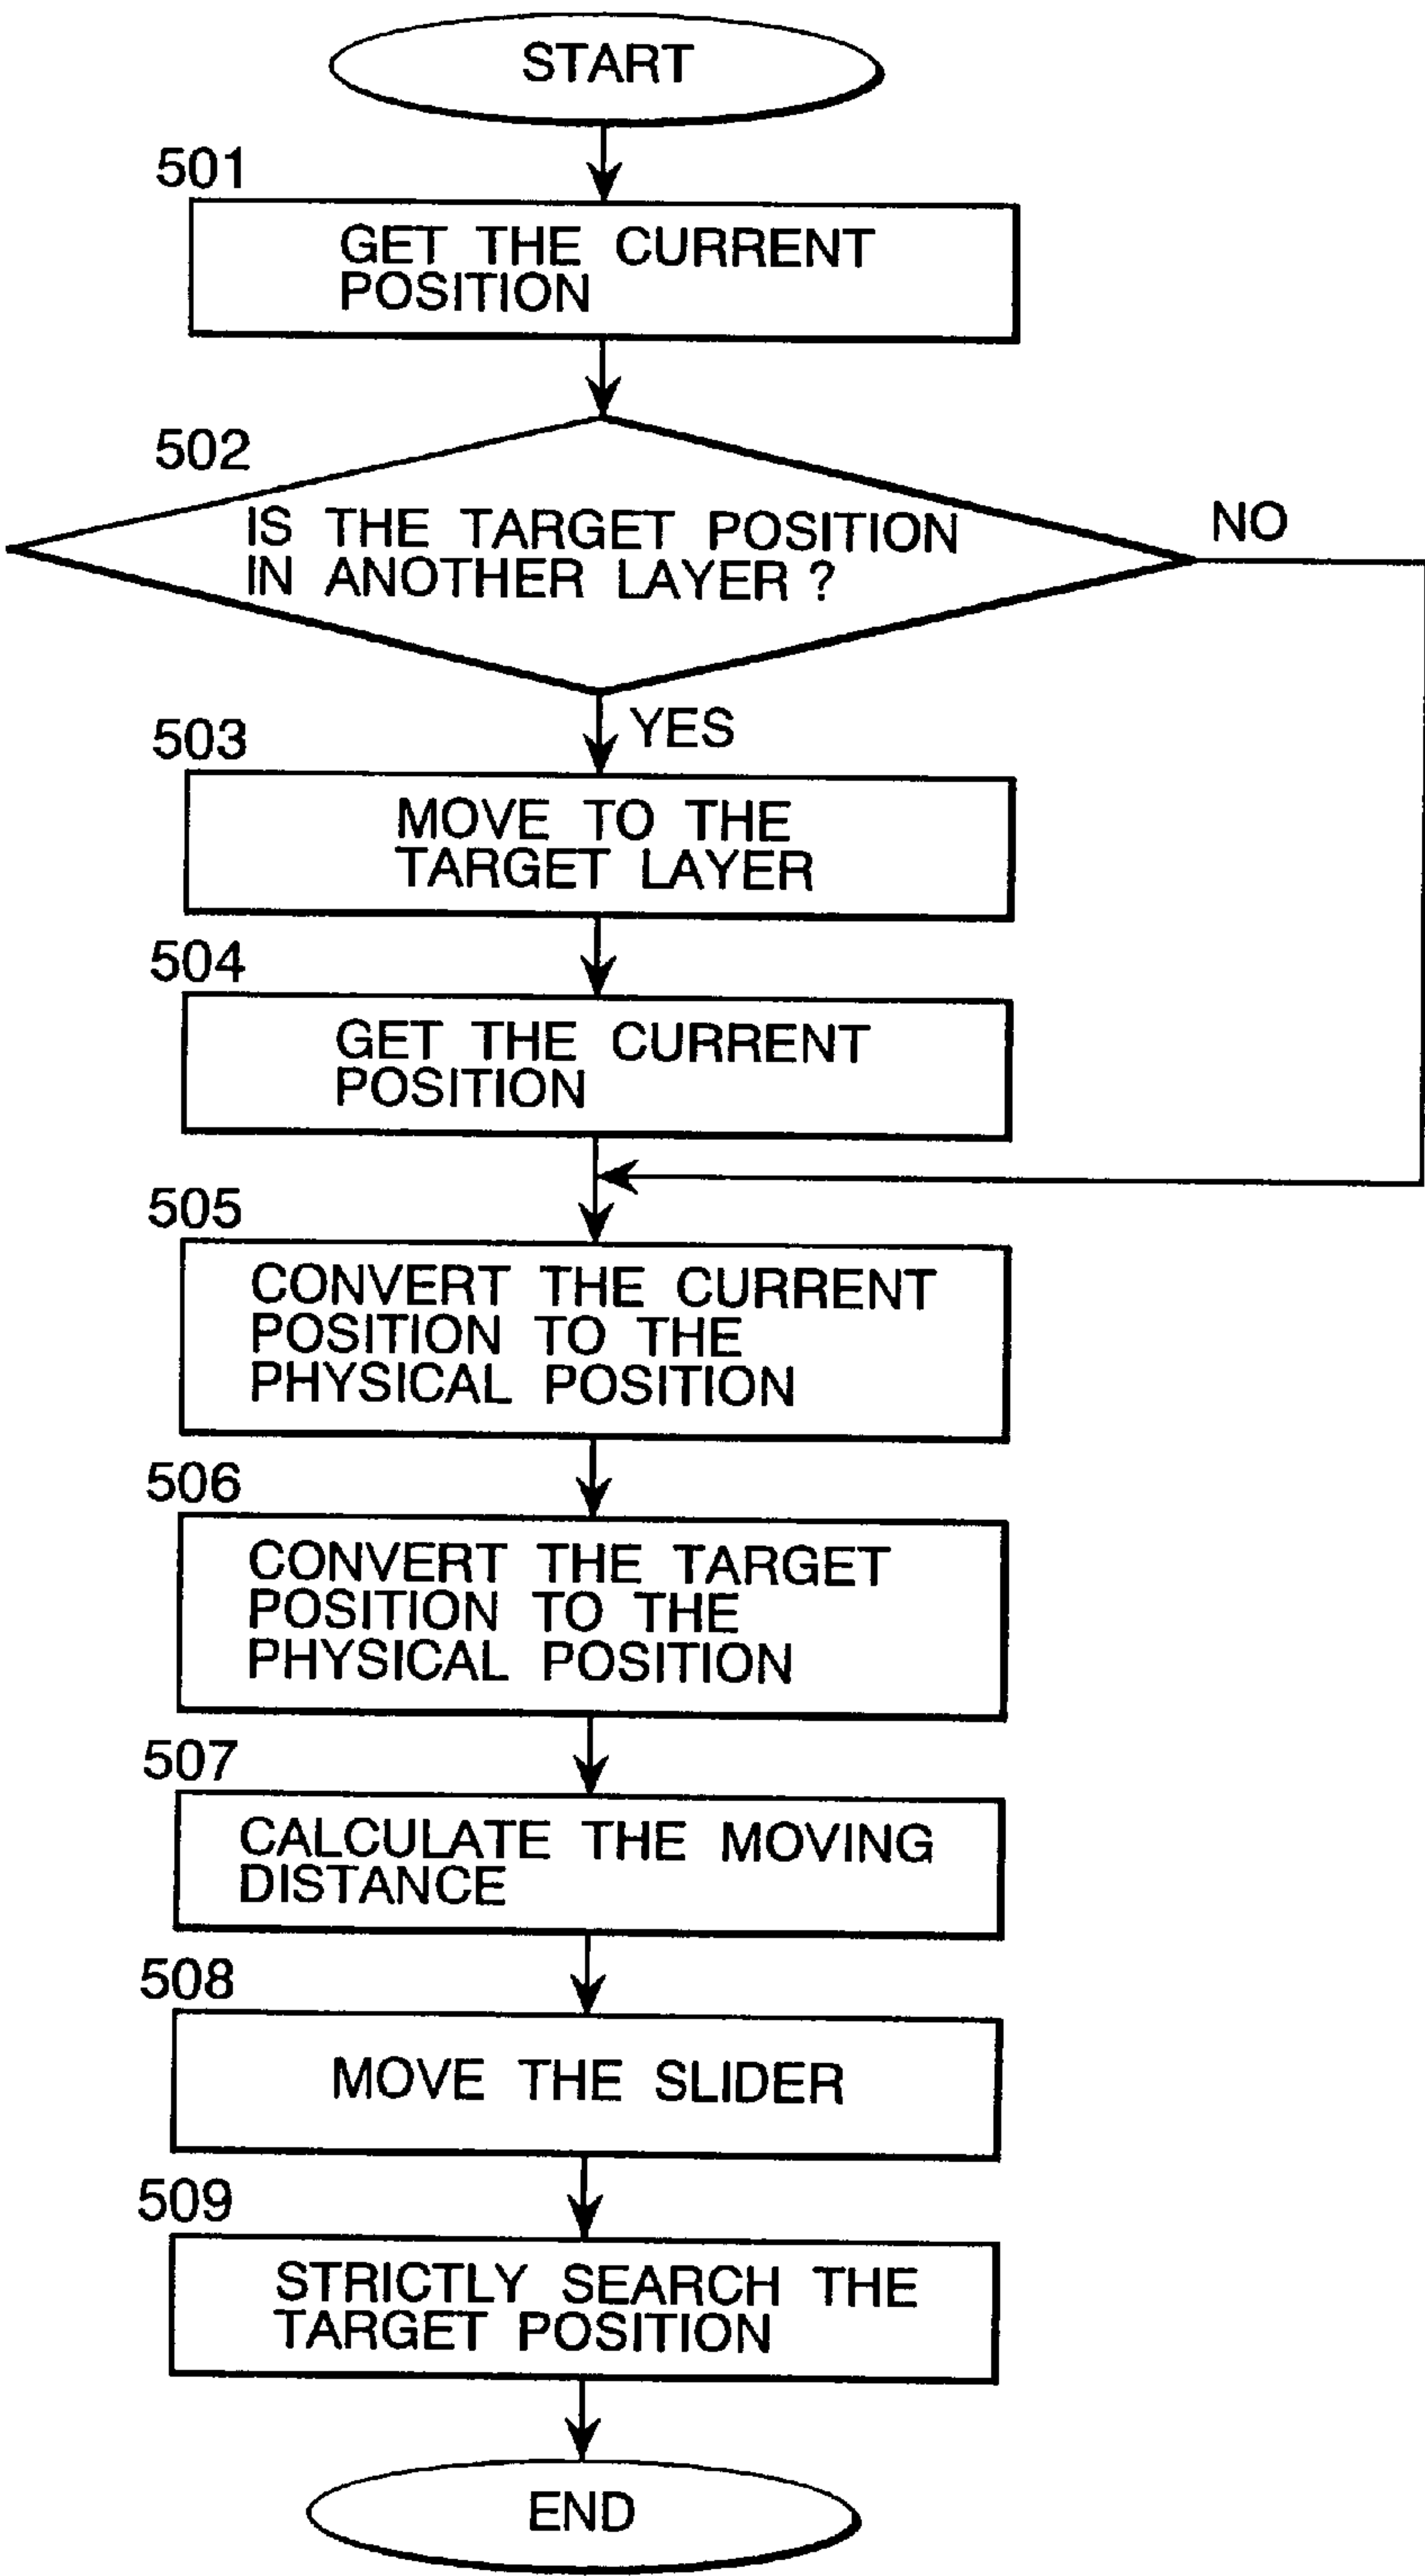 START
501
GET THE CURRENT
POSITION
502
IS THE TARGET POSITION
IN ANOTHER LAYER ?
NO
YES
503
MOVE TO THE
TARGET LAYER
504
GET THE CURRENT
POSITION
505
CONVERT THE CURRENT
POSITION TO THE
PHYSICAL POSITION
506
CONVERT THE TARGET
POSITION TO THE
PHYSICAL POSITION
507
CALCULATE THE MOVING
DISTANCE
508
MOVE THE SLIDER
509
STRICTLY SEARCH THE
TARGET POSITION
END